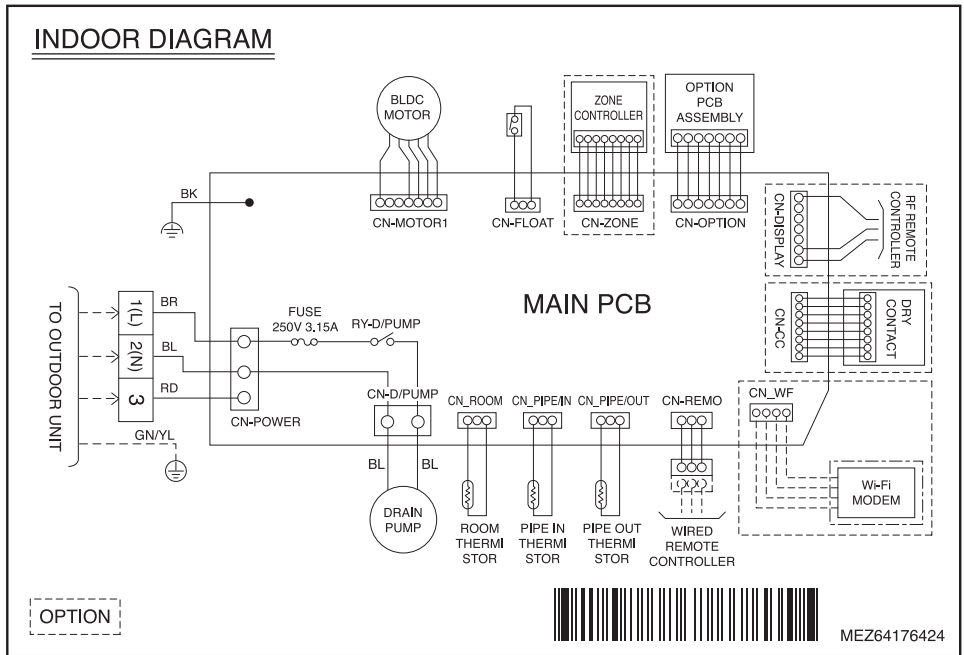 INDOOR DIAGRAM
BLDC
MOTOR
ZONE
CONTROLLER
OPTION
PCB
ASSEMBLY
BK
CN-MOTOR1
CN-FLOAT
CN-ZONE
CN-OPTION
CN-DISPLAY
RF REMOTE
CONTROLLER
MAIN PCB
CN-CC
DRY
CONTACT
TO OUTDOOR UNIT
1(L)
2(N)
3
BR
BL
RD
GN/YL
FUSE
250V 3.15A
RY-D/PUMP
CN-POWER
CN-D/PUMP
CN_ROOM
CN_PIPE/IN
CN_PIPE/OUT
CN-REMO
CN_WF
BL
BL
DRAIN
PUMP
ROOM
THERMI
STOR
PIPE IN
THERMI
STOR
PIPE OUT
THERMI
STOR
WIRED
REMOTE
CONTROLLER
Wi-Fi
MODEM
OPTION
MEZ64176424